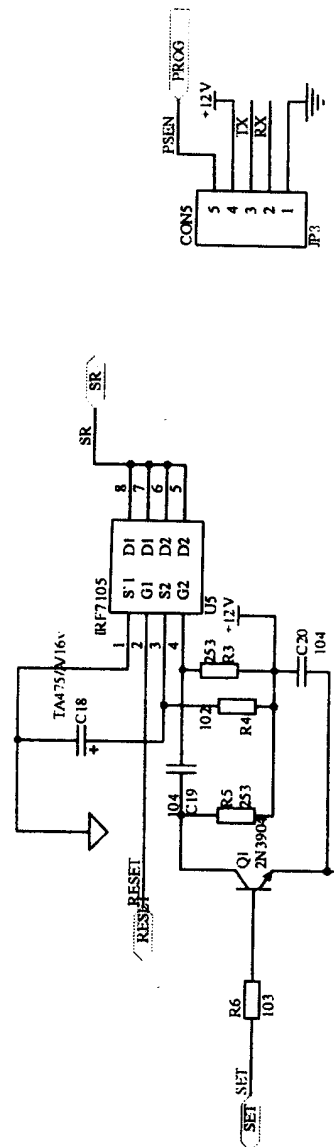 PROG
PSEN
+12V
TX
RX
CON5
5
4
3
2
1
JP3
SR
SR
IRF7105
8
7
6
5
D1
D1
D2
D2
S1
G1
S2
G2
1
2
3
4
U5
TA475/A/16v
C18
+
RESET
RESET
+12V
253
R3
C20
104
102
R4
104
C19
R5
253
Q1
2N3904
R6
103
SET
SET